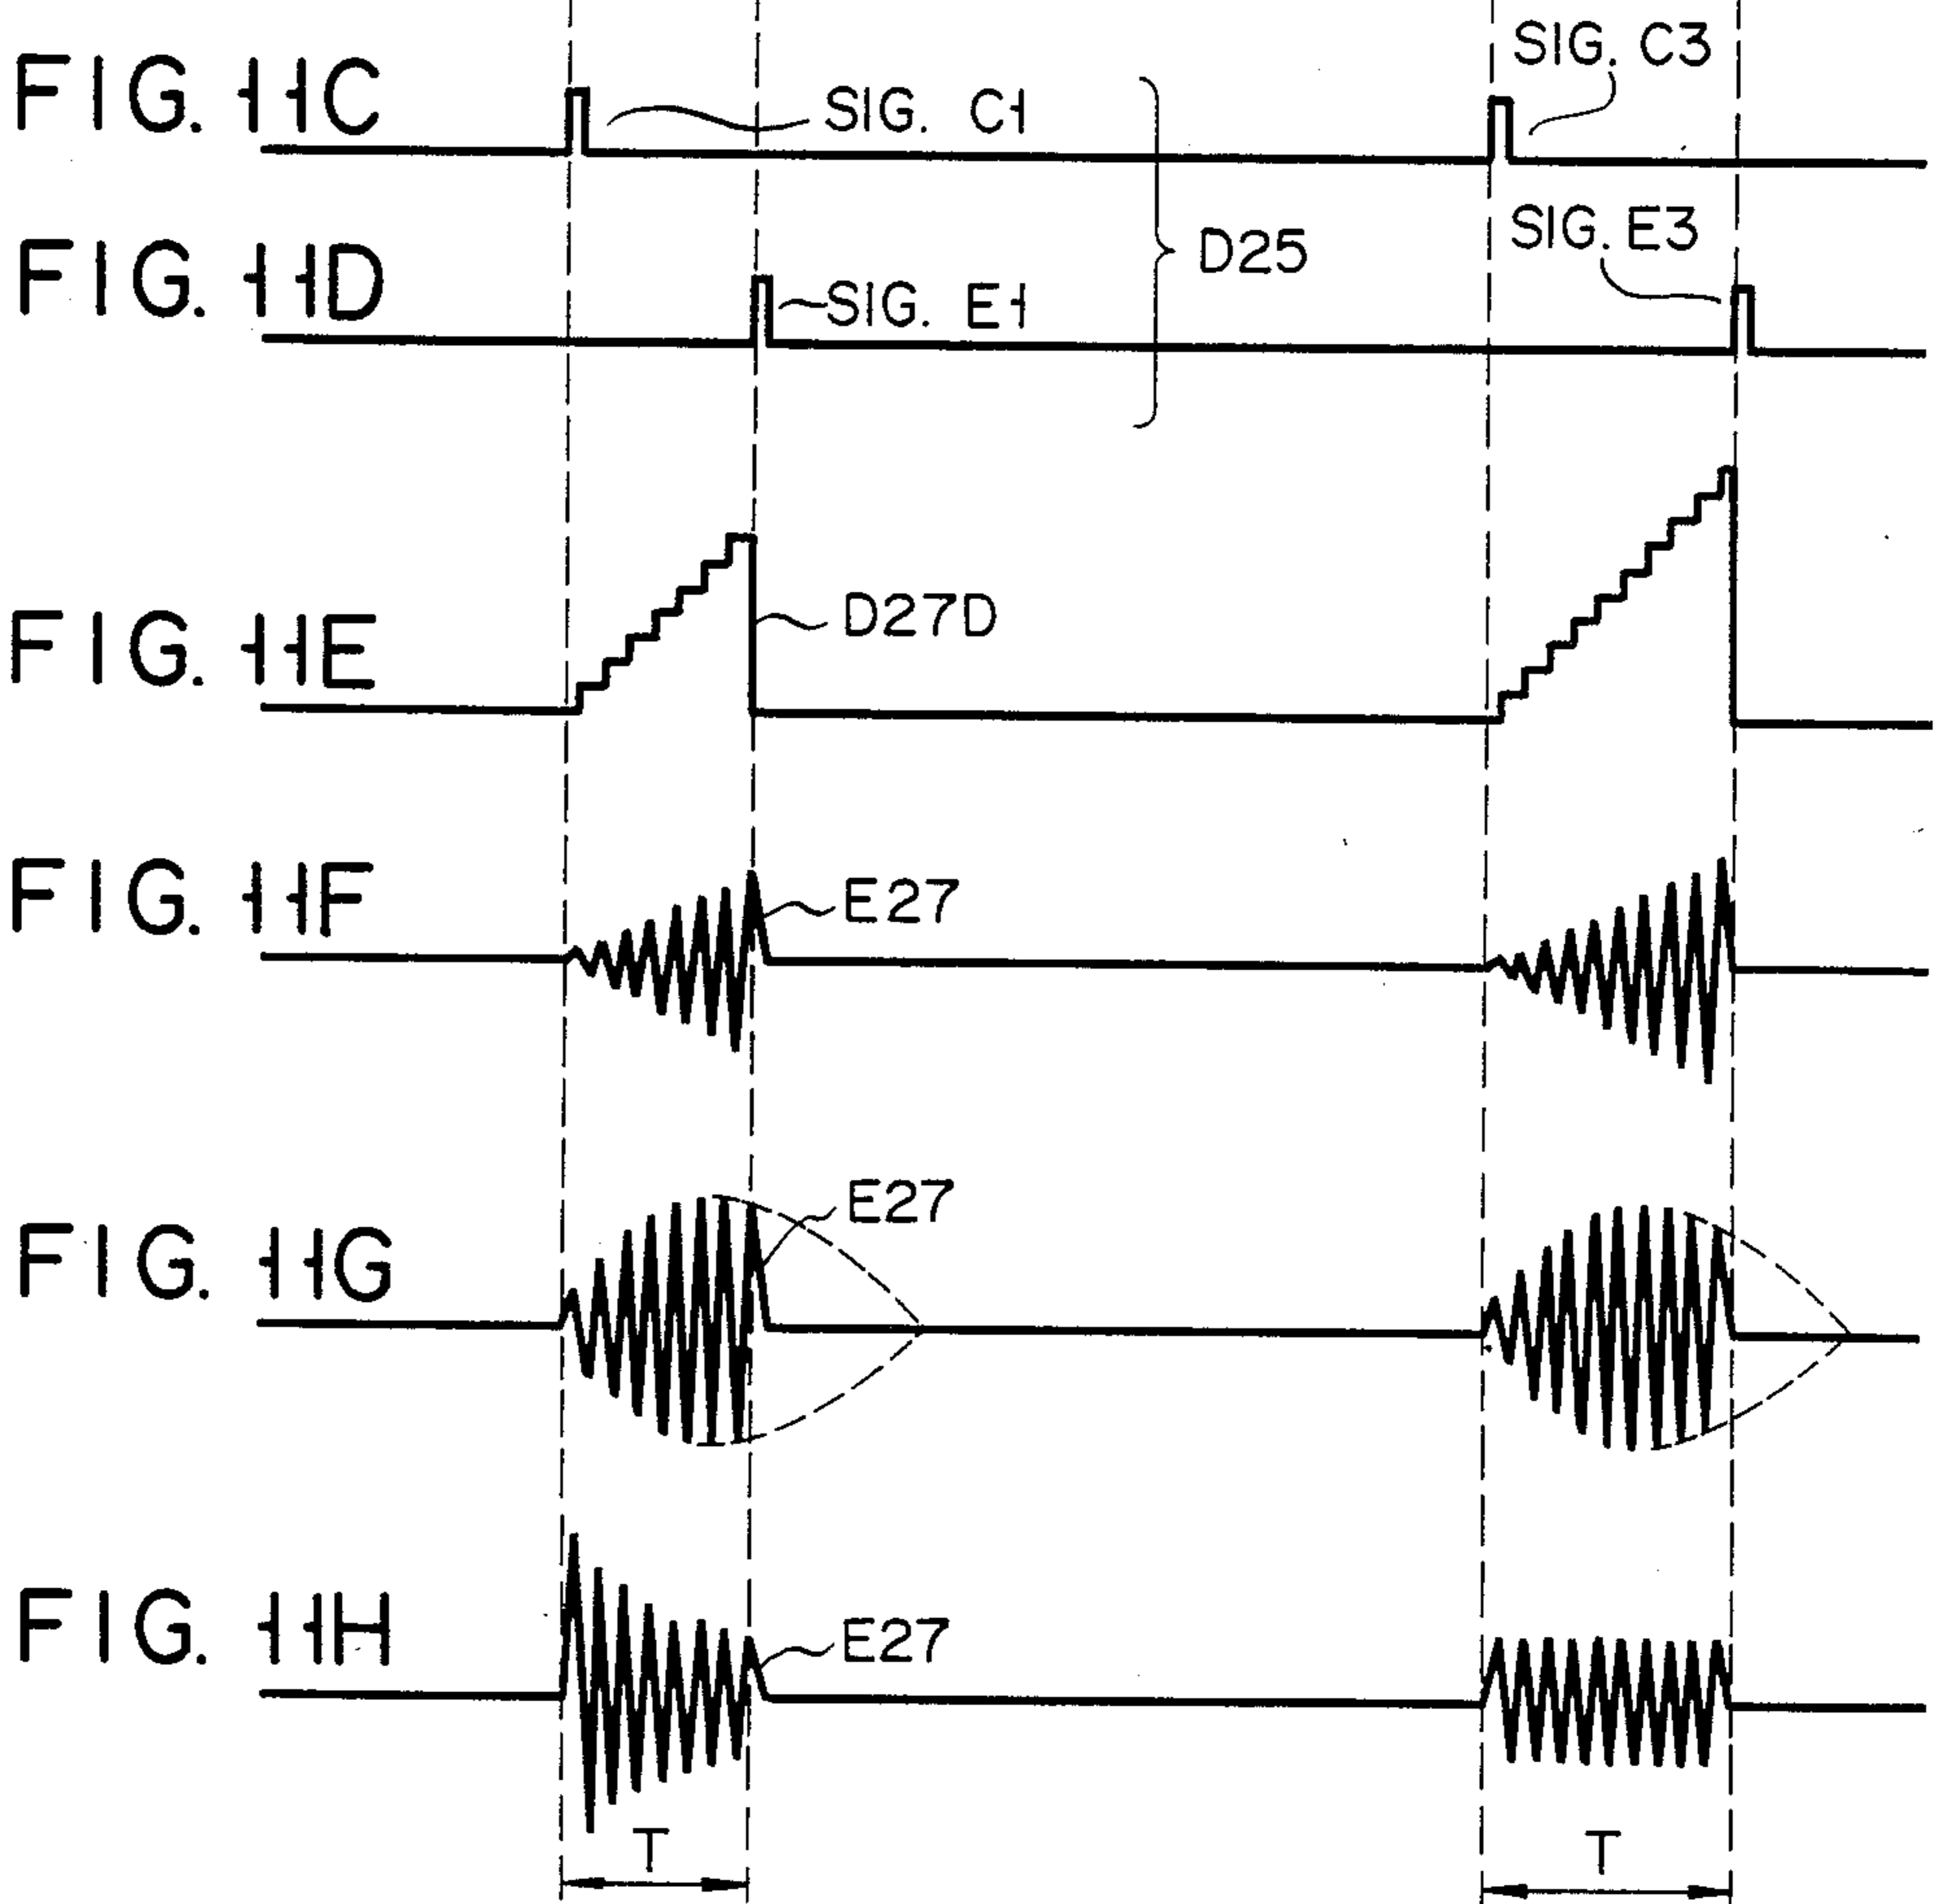 SIG. C3
FIG. 11C
SIG. C1
SIG. E3
D25
FIG. 11D
SIG. E1
FIG. 11E
D27D
FIG. 11F
E27
FIG. 11G
E27
FIG. 11H
E27
T
T